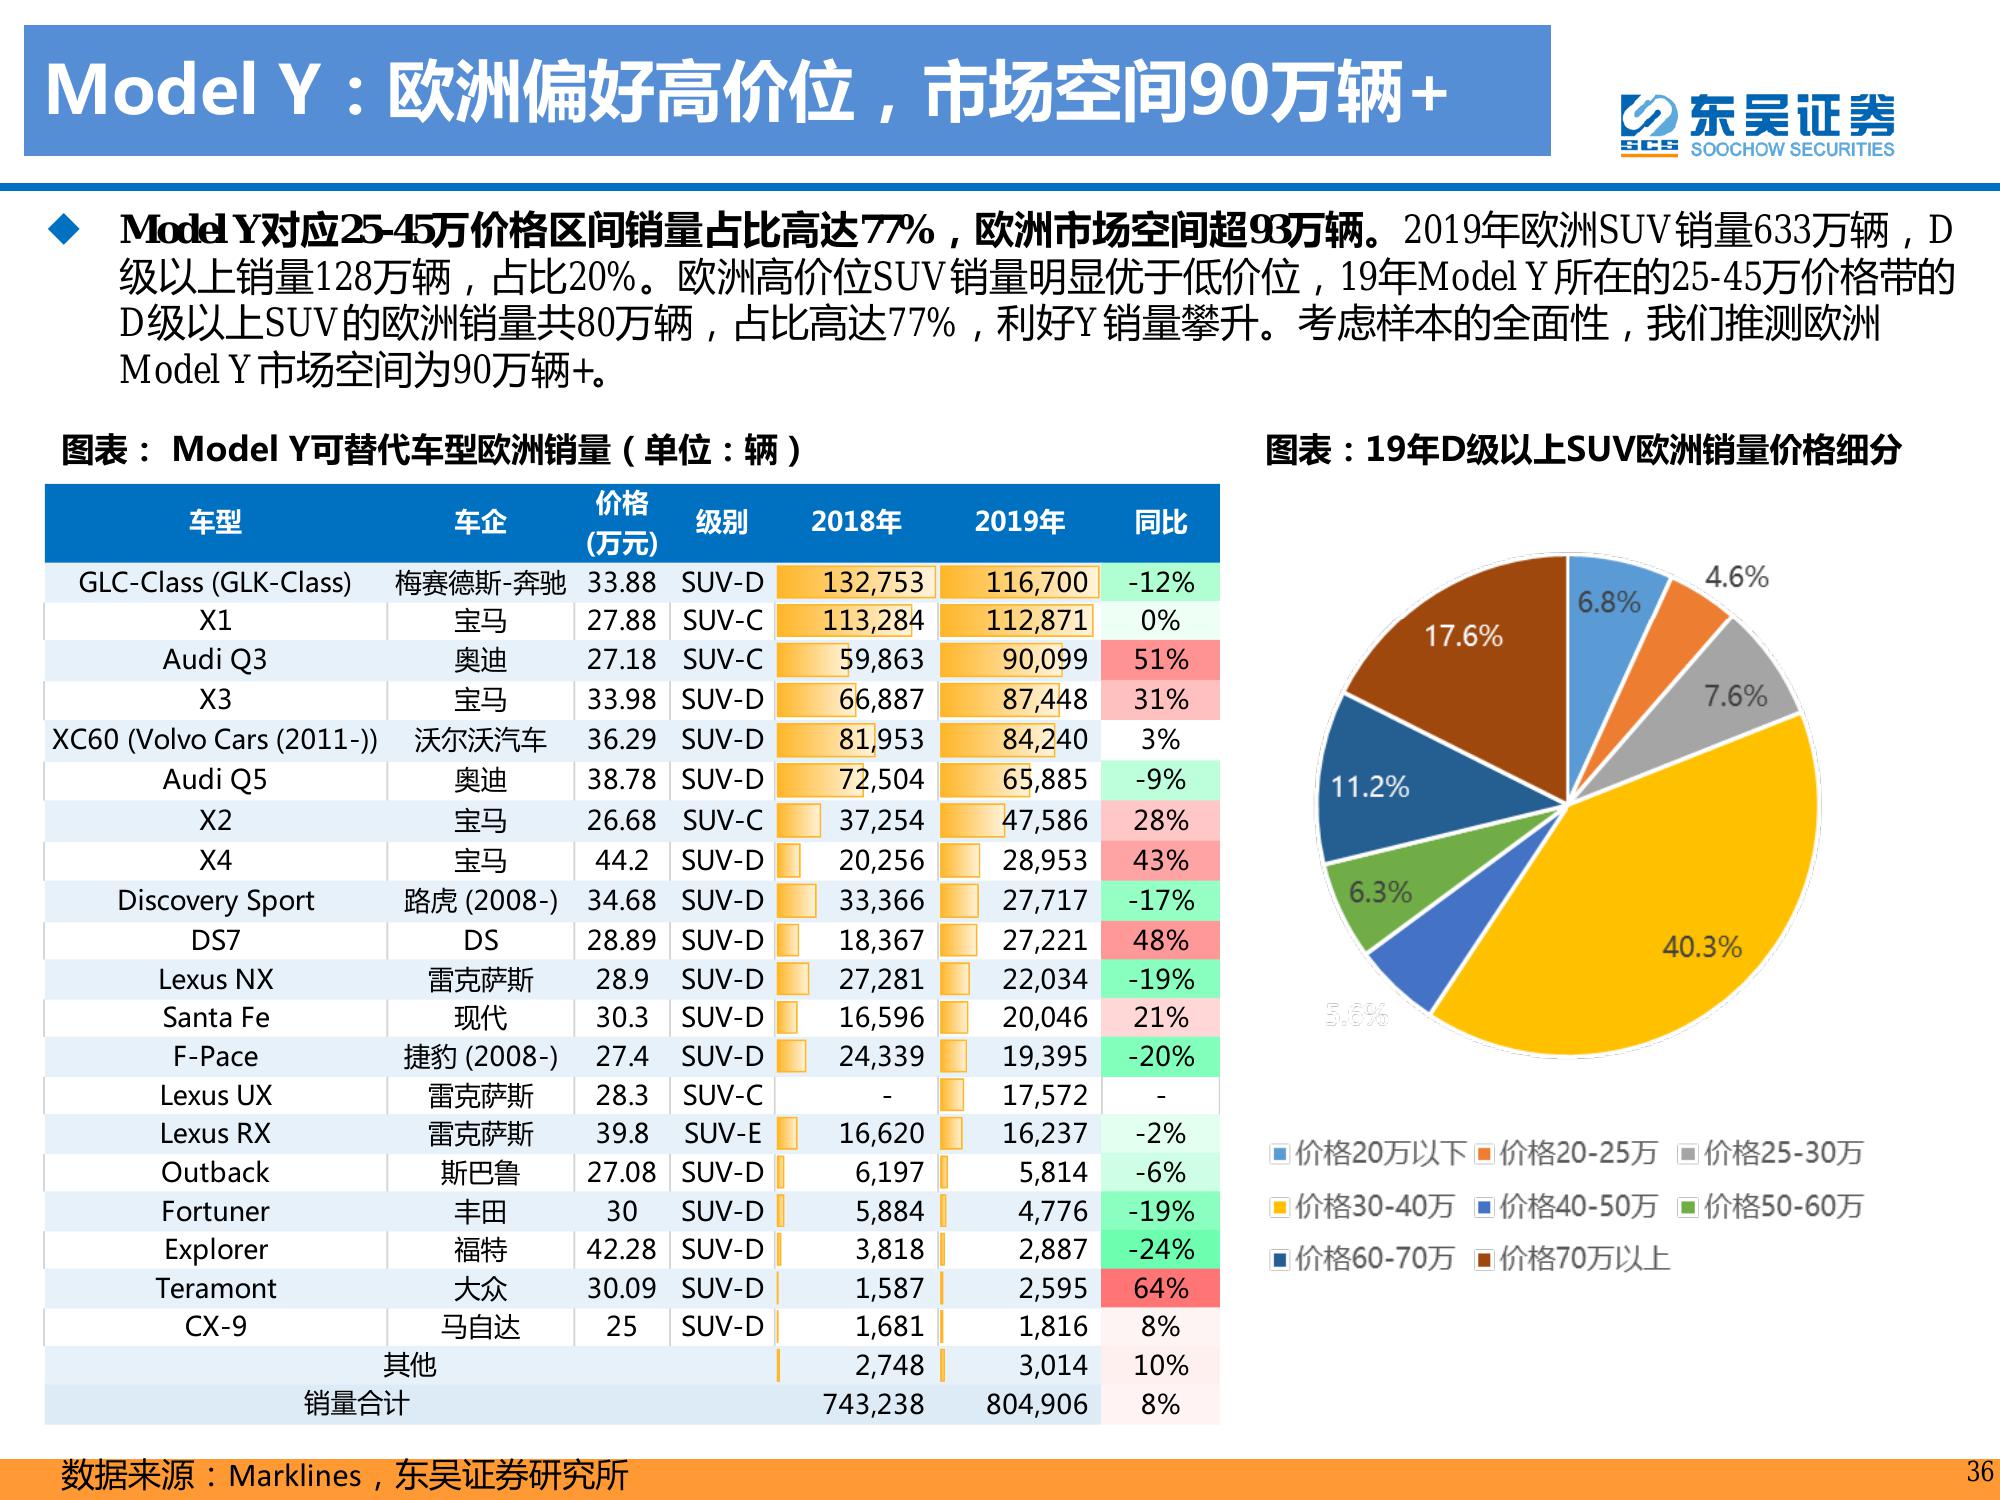 Model Y：欧洲偏好高价位，市场空间90万辆+
SCS
东吴证券
SOOCHOW SECURITIES
Model Y对应25-45万价格区间销量占比高达77%，欧洲市场空间超93万辆。2019年欧洲SUV销量633万辆，D
级以上销量128万辆，占比20%。欧洲高价位SUV销量明显优于低价位，19年Model Y所在的25-45万价格带的
D级以上SUV的欧洲销量共80万辆，占比高达77%，利好Y销量攀升。考虑样本的全面性，我们推测欧洲
Model Y市场空间为90万辆+。
图表： Model Y可替代车型欧洲销量（单位：辆）
车型 车企 价格(万元) 级别 2018年 2019年 同比
GLC-Class (GLK-Class) 梅赛德斯-奔驰 33.88 SUV-D 132,753 116,700 -12%
X1 宝马 27.88 SUV-C 113,284 112,871 0%
Audi Q3 奥迪 27.18 SUV-C 59,863 90,099 51%
X3 宝马 33.98 SUV-D 66,887 87,448 31%
XC60 (Volvo Cars (2011-)) 沃尔沃汽车 36.29 SUV-D 81,953 84,240 3%
Audi Q5 奥迪 38.78 SUV-D 72,504 65,885 -9%
X2 宝马 26.68 SUV-C 37,254 47,586 28%
X4 宝马 44.2 SUV-D 20,256 28,953 43%
Discovery Sport 路虎 (2008-) 34.68 SUV-D 33,366 27,717 -17%
DS7 DS 28.89 SUV-D 18,367 27,221 48%
Lexus NX 雷克萨斯 28.9 SUV-D 27,281 22,034 -19%
Santa Fe 现代 30.3 SUV-D 16,596 20,046 21%
F-Pace 捷豹 (2008-) 27.4 SUV-D 24,339 19,395 -20%
Lexus UX 雷克萨斯 28.3 SUV-C - 17,572 -
Lexus RX 雷克萨斯 39.8 SUV-E 16,620 16,237 -2%
Outback 斯巴鲁 27.08 SUV-D 6,197 5,814 -6%
Fortuner 丰田 30 SUV-D 5,884 4,776 -19%
Explorer 福特 42.28 SUV-D 3,818 2,887 -24%
Teramont 大众 30.09 SUV-D 1,587 2,595 64%
CX-9 马自达 25 SUV-D 1,681 1,816 8%
其他 2,748 3,014 10%
销量合计 743,238 804,906 8%
图表：19年D级以上SUV欧洲销量价格细分
6.8%
4.6%
7.6%
40.3%
5.6%
6.3%
11.2%
17.6%
价格20万以下 价格20-25万 价格25-30万
价格30-40万 价格40-50万 价格50-60万
价格60-70万 价格70万以上
数据来源：Marklines，东吴证券研究所
36